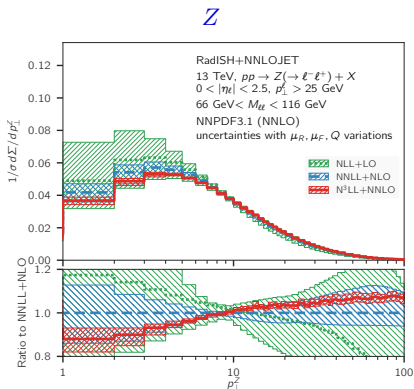 Z
RadISH+NNLOJET
13 TeV, pp → Z(→ ℓ⁻ℓ⁺) + X
0 < |ηℓ| < 2.5, p⊥^ℓ > 25 GeV
66 GeV < Mℓℓ < 116 GeV
NNPDF3.1 (NNLO)
uncertainties with μR, μF, Q variations
NLL+LO
NNLL+NLO
N³LL+NNLO
1/σ dΣ/dp⊥^Z
0.12
0.10
0.08
0.06
0.04
0.02
0.00
Ratio to NNLL+NLO
1.2
1.0
0.8
1
10
100
p⊥^Z